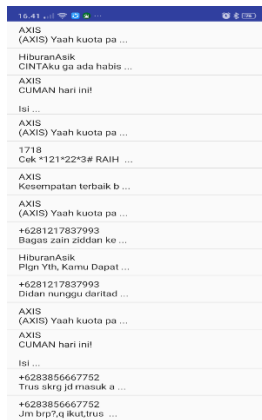 16.41
AXIS
(AXIS) Yaah kuota pa ...
HiburanAsik
CINTAku ga ada habis ...
AXIS
CUMAN hari ini!
Isi ...
AXIS
(AXIS) Yaah kuota pa ...
1718
Cek *121*22*3# RAIH ...
AXIS
Kesempatan terbaik b ...
AXIS
(AXIS) Yaah kuota pa ...
+6281217837993
Bagas zain ziddan ke ...
HiburanAsik
Plgn Yth, Kamu Dapat ...
+6281217837993
Didan nunggu daritad ...
AXIS
(AXIS) Yaah kuota pa ...
AXIS
CUMAN hari ini!
Isi ...
+6283856667752
Trus skrg jd masuk a ...
+6283856667752
Jm brp?,q ikut,trus ...